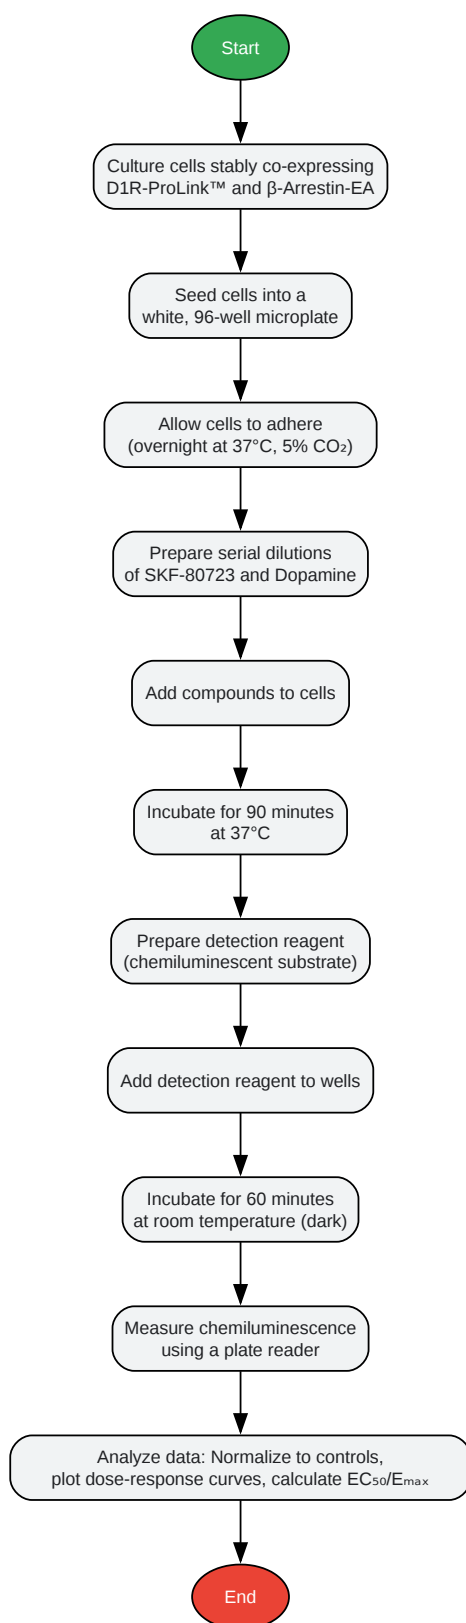 Start
Culture cells stably co-expressing
D1R-ProLink™ and β-Arrestin-EA
Seed cells into a
white, 96-well microplate
Allow cells to adhere
(overnight at 37°C, 5% CO₂)
Prepare serial dilutions
of SKF-80723 and Dopamine
Add compounds to cells
Incubate for 90 minutes
at 37°C
Prepare detection reagent
(chemiluminescent substrate)
Add detection reagent to wells
Incubate for 60 minutes
at room temperature (dark)
Measure chemiluminescence
using a plate reader
Analyze data: Normalize to controls,
plot dose-response curves, calculate EC₅₀/Eₘₐₓ
End